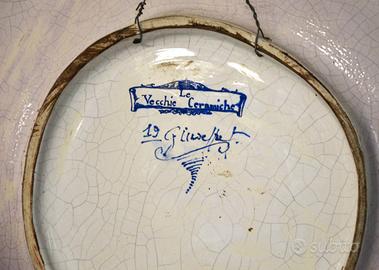 Le
Vecchie Ceramiche
19
subito